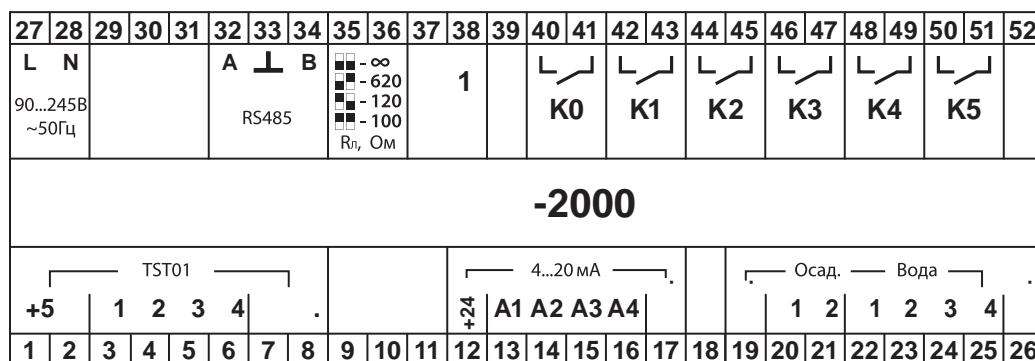 27 28 29 30 31 32 33 34 35 36 37 38 39 40 41 42 43 44 45 46 47 48 49 50 51 52
L N A B - ∞ 1
- 620
90...245В RS485 - 120 K0 K1 K2 K3 K4 K5
~50Гц - 100
Rл, Ом
-2000
TST01 4...20 мА Осад. Вода
+5 1 2 3 4 . +24 A1 A2 A3 A4 . . 1 2 1 2 3 4 .
1 2 3 4 5 6 7 8 9 10 11 12 13 14 15 16 17 18 19 20 21 22 23 24 25 26